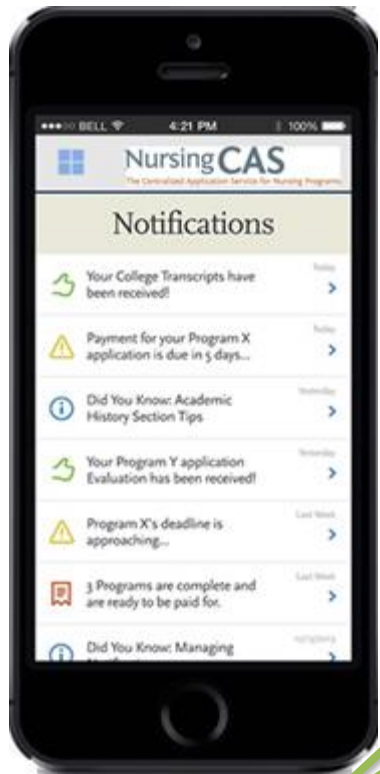 BELL 4:21 PM 100%
NursingCAS
The Centralized Application Service for Nursing Programs
Notifications
Today
Your College Transcripts have
been received!
Today
Payment for your Program X
application is due in 5 days...
Yesterday
Did You Know: Academic
History Section Tips
Yesterday
Your Program Y application
Evaluation has been received!
Last Week
Program X's deadline is
approaching...
Last Week
3 Programs are complete and
are ready to be paid for.
Did You Know: Managing